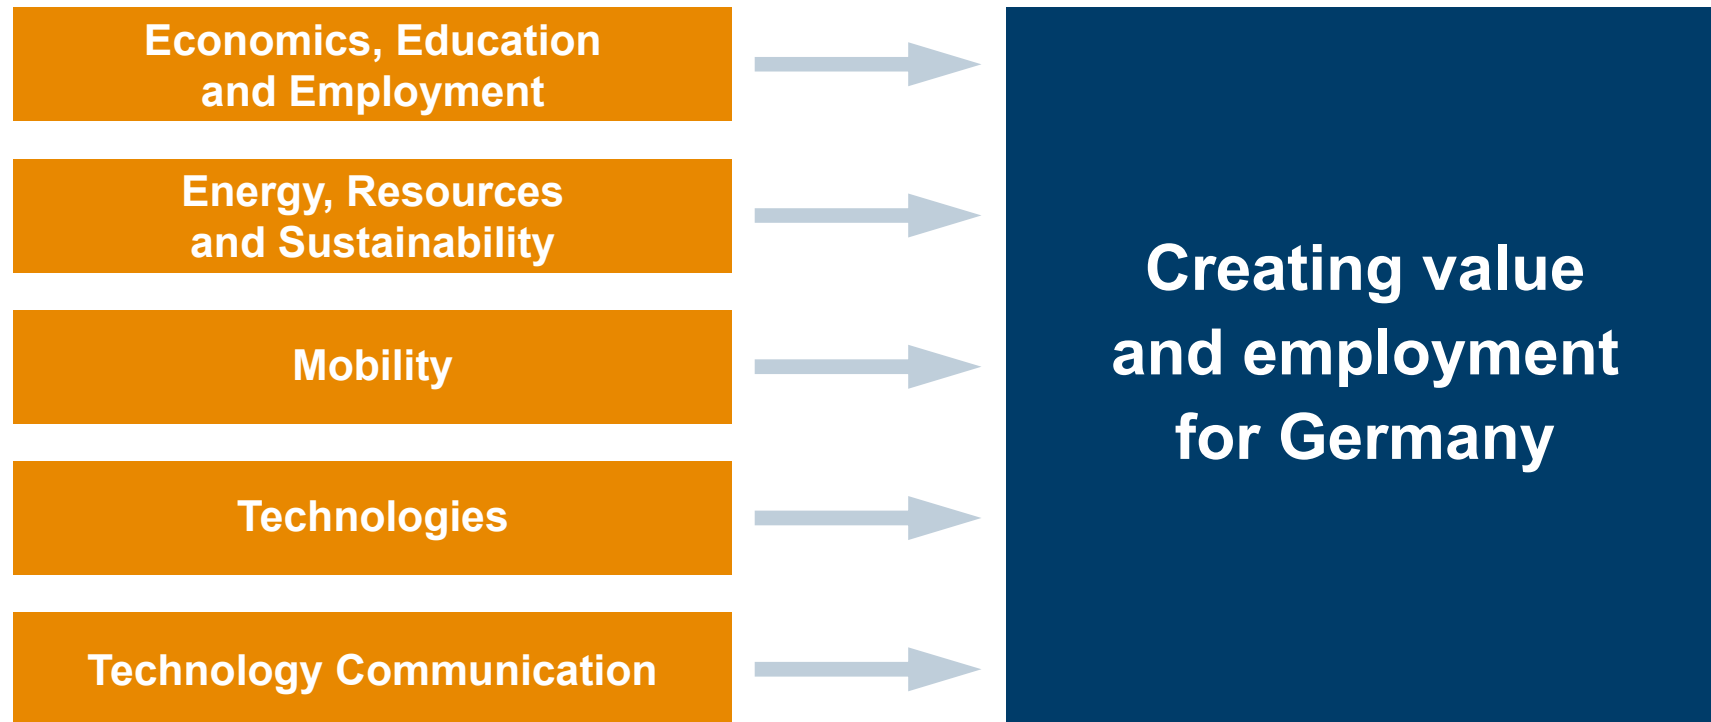 Economics, Education
and Employment
Energy, Resources
and Sustainability
Mobility
Technologies
Technology Communication
Creating value
and employment
for Germany